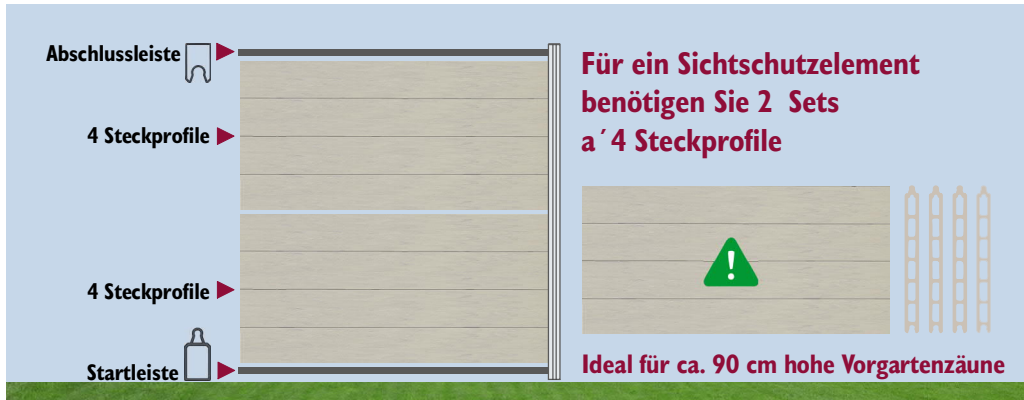 Abschlussleiste
4 Steckprofile
4 Steckprofile
Startleiste
Für ein Sichtschutzelement
benötigen Sie 2 Sets
a´4 Steckprofile
!
Ideal für ca. 90 cm hohe Vorgartenzäune